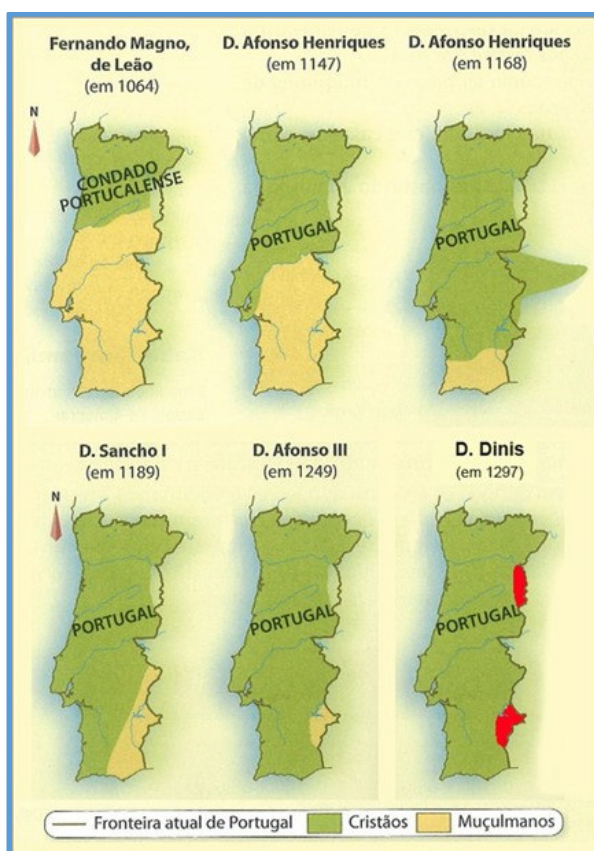 Fernando Magno,
de Leão
(em 1064)
D. Afonso Henriques
(em 1147)
D. Afonso Henriques
(em 1168)
N
CONDADO
PORTUCALENSE
PORTUGAL
PORTUGAL
D. Sancho I
(em 1189)
D. Afonso III
(em 1249)
D. Dinis
(em 1297)
N
PORTUGAL
PORTUGAL
PORTUGAL
Fronteira atual de Portugal
Cristãos
Muçulmanos